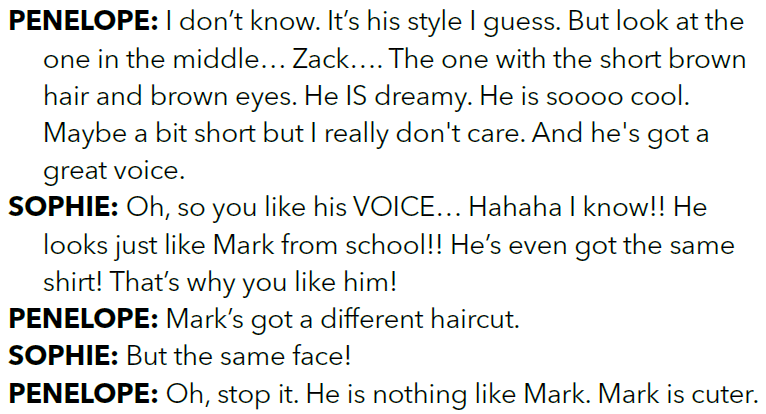 PENELOPE: I don’t know. It’s his style I guess. But look at the
one in the middle… Zack…. The one with the short brown
hair and brown eyes. He IS dreamy. He is soooo cool.
Maybe a bit short but I really don't care. And he's got a
great voice.
SOPHIE: Oh, so you like his VOICE… Hahaha I know!! He
looks just like Mark from school!! He’s even got the same
shirt! That’s why you like him!
PENELOPE: Mark’s got a different haircut.
SOPHIE: But the same face!
PENELOPE: Oh, stop it. He is nothing like Mark. Mark is cuter.